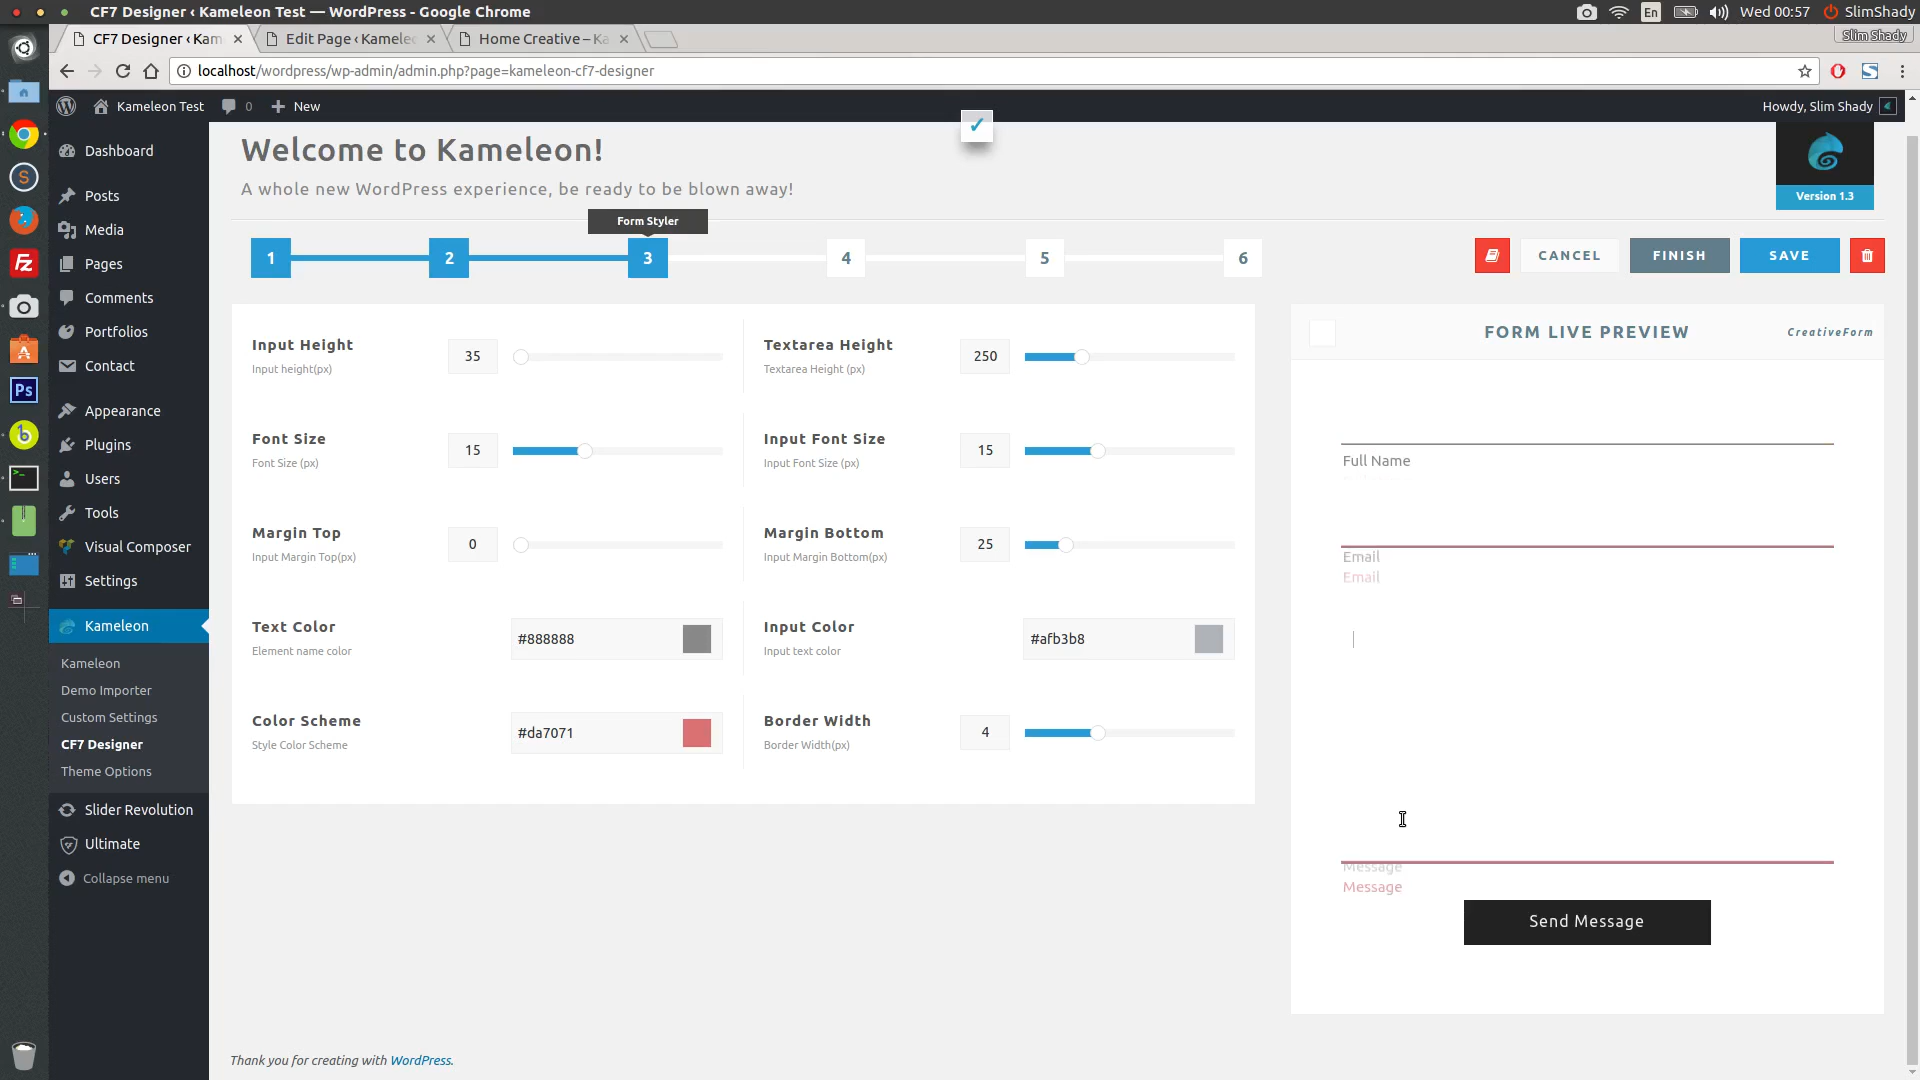 CF7 Designer ‹ Kameleon Test — WordPress - Google Chrome
En
Wed 00:57
SlimShady
CF7 Designer ‹ Kam
Edit Page ‹ Kamele
Home Creative – Ka
Slim Shady
localhost/wordpress/wp-admin/admin.php?page=kameleon-cf7-designer
Kameleon Test
0
New
Howdy, Slim Shady
Dashboard
Posts
Media
Pages
Comments
Portfolios
Contact
Appearance
Plugins
Users
Tools
Visual Composer
Settings
Kameleon
Kameleon
Demo Importer
Custom Settings
CF7 Designer
Theme Options
Slider Revolution
Ultimate
Collapse menu
Welcome to Kameleon!
A whole new WordPress experience, be ready to be blown away!
Version 1.3
Form Styler
1
2
3
4
5
6
CANCEL
FINISH
SAVE
Input Height
Input height(px)
35
Textarea Height
Textarea Height (px)
250
Font Size
Font Size (px)
15
Input Font Size
Input Font Size (px)
15
Margin Top
Input Margin Top(px)
0
Margin Bottom
Input Margin Bottom(px)
25
Text Color
Element name color
#888888
Input Color
Input text color
#afb3b8
Color Scheme
Style Color Scheme
#da7071
Border Width
Border Width(px)
4
FORM LIVE PREVIEW
CreativeForm
Full Name
Email
Email
Message
Message
Send Message
Thank you for creating with WordPress.
Fz
Ps